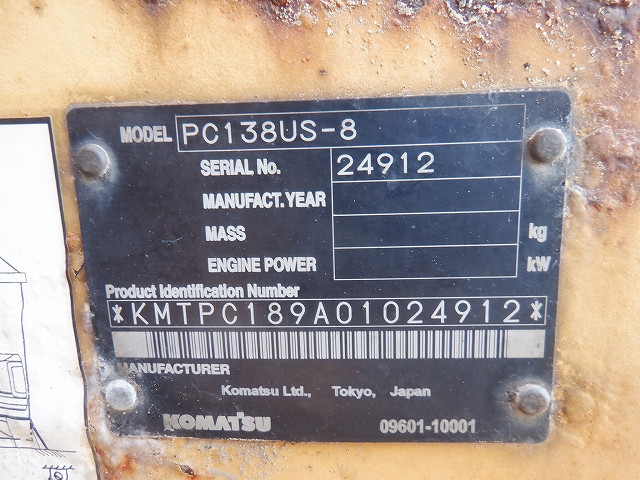 MODEL PC138US-8
SERIAL No. 24912
MANUFACT.YEAR
MASS kg
ENGINE POWER kW
Product Identification Number
*KMTPC189A01024912*
MANUFACTURER
Komatsu Ltd., Tokyo, Japan
KOMATSU 09601-10001